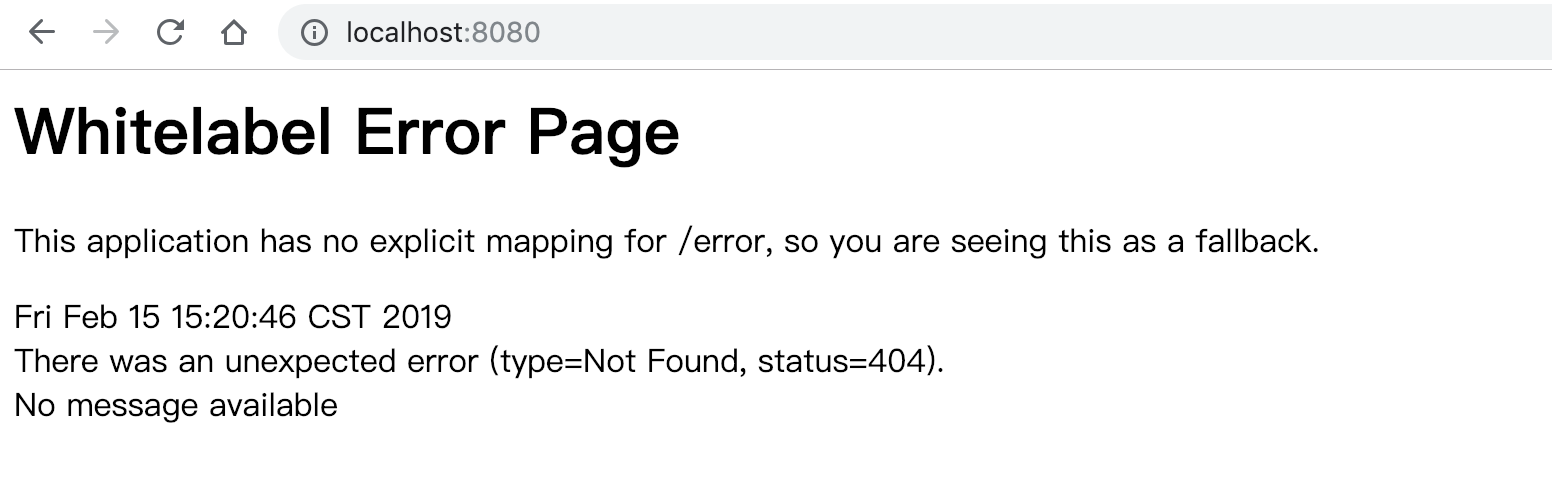 localhost:8080
Whitelabel Error Page
This application has no explicit mapping for /error, so you are seeing this as a fallback.
Fri Feb 15 15:20:46 CST 2019
There was an unexpected error (type=Not Found, status=404).
No message available